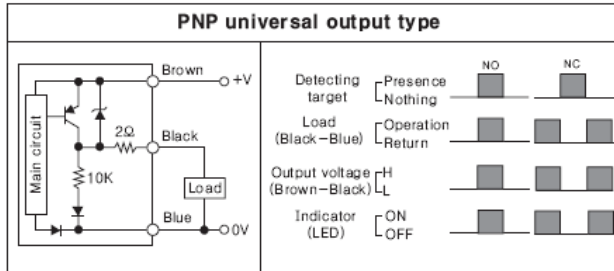 PNP universal output type
Main circuit
Brown
+V
2Ω
Black
10K
Load
Blue
0V
NO
NC
Detecting target
Presence
Nothing
Load (Black-Blue)
Operation
Return
Output voltage (Brown-Black)
H
L
Indicator (LED)
ON
OFF